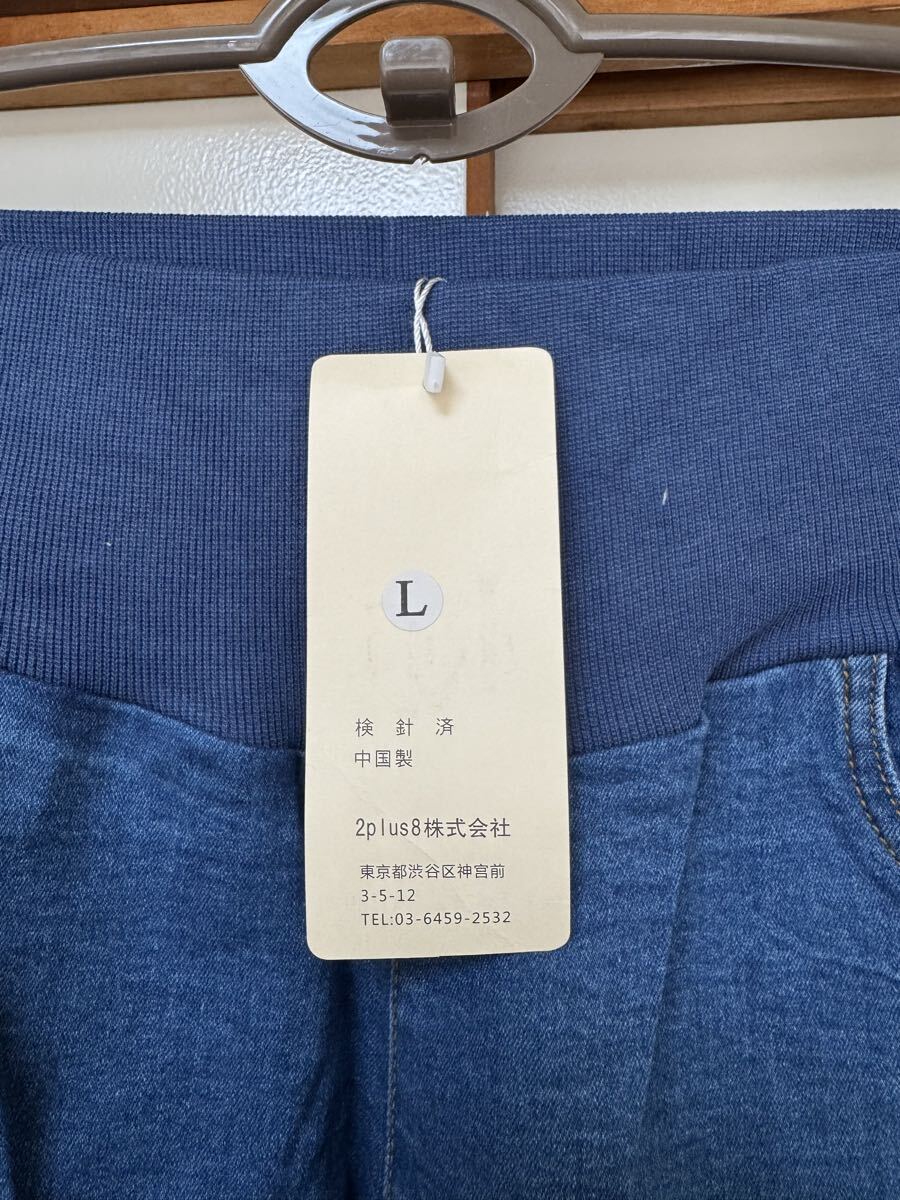 L
検 針 済
中国製
2plus8株式会社
東京都渋谷区神宮前
3-5-12
TEL:03-6459-2532